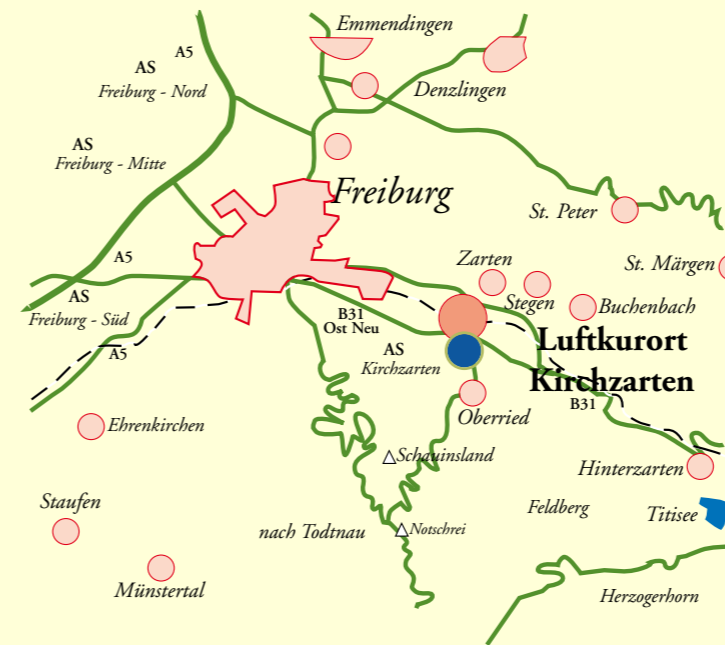 Emmendingen
A5
AS
Freiburg - Nord
Denzlingen
AS
Freiburg - Mitte
Freiburg
St. Peter
A5
Zarten
St. Märgen
AS
Freiburg - Süd
Stegen
Buchenbach
B31
Ost Neu
A5
AS
Kirchzarten
Luftkurort
Kirchzarten
B31
Oberried
Ehrenkirchen
Schauinsland
Hinterzarten
Staufen
Feldberg
Titisee
nach Todtnau
Notschrei
Münstertal
Herzogerhorn